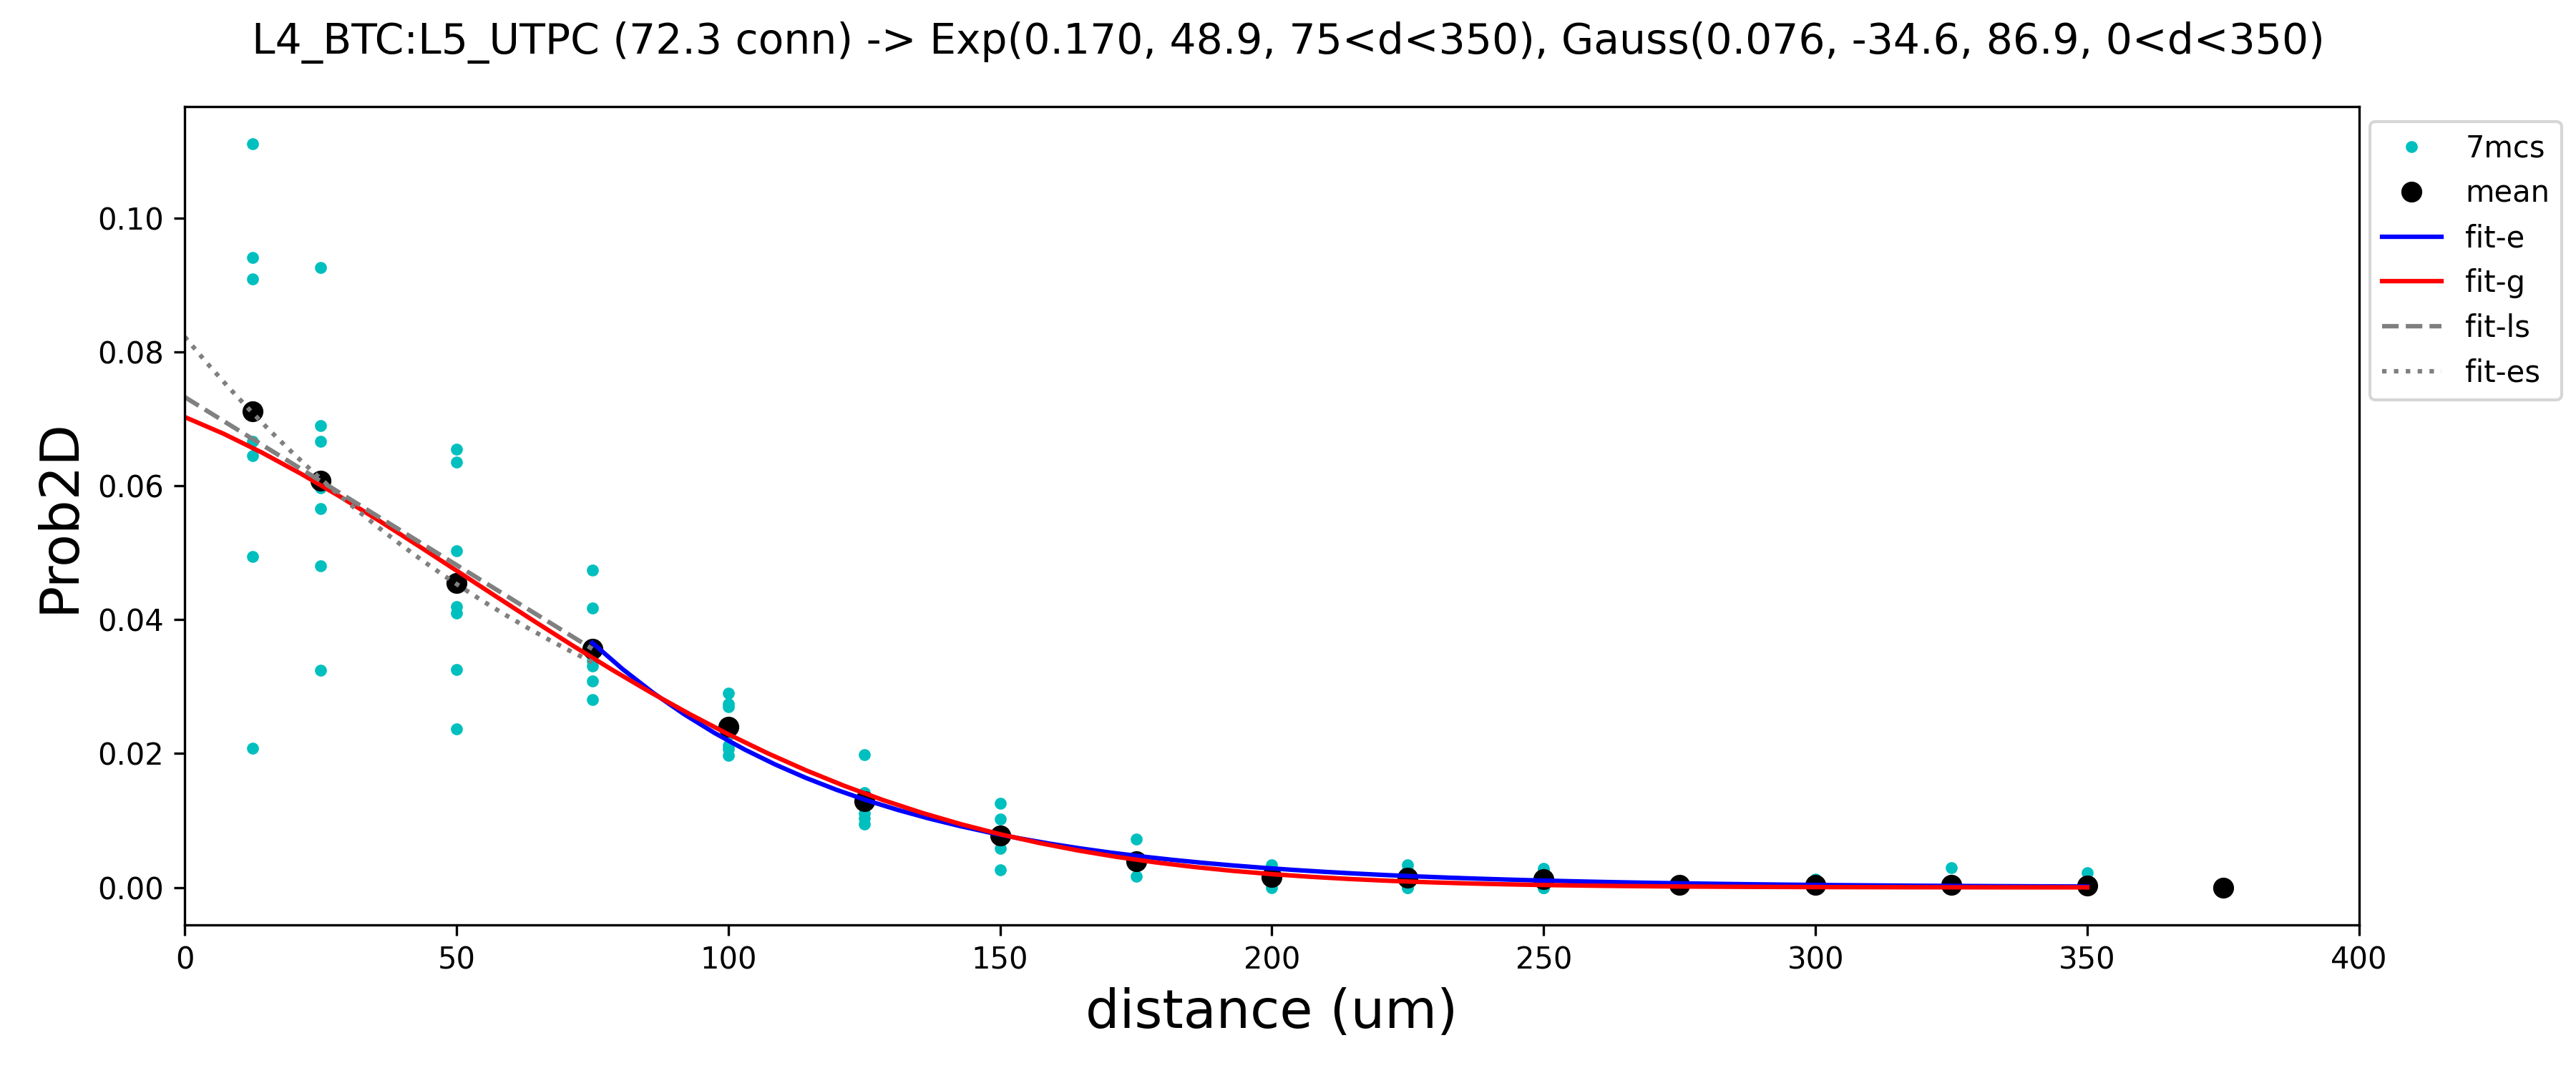 L4_BTC:L5_UTPC (72.3 conn) -> Exp(0.170, 48.9, 75<d<350), Gauss(0.076, -34.6, 86.9, 0<d<350)
7mcs
mean
fit-e
fit-g
fit-ls
fit-es
Prob2D
0.10
0.08
0.06
0.04
0.02
0.00
0
50
100
150
200
250
300
350
400
distance (um)